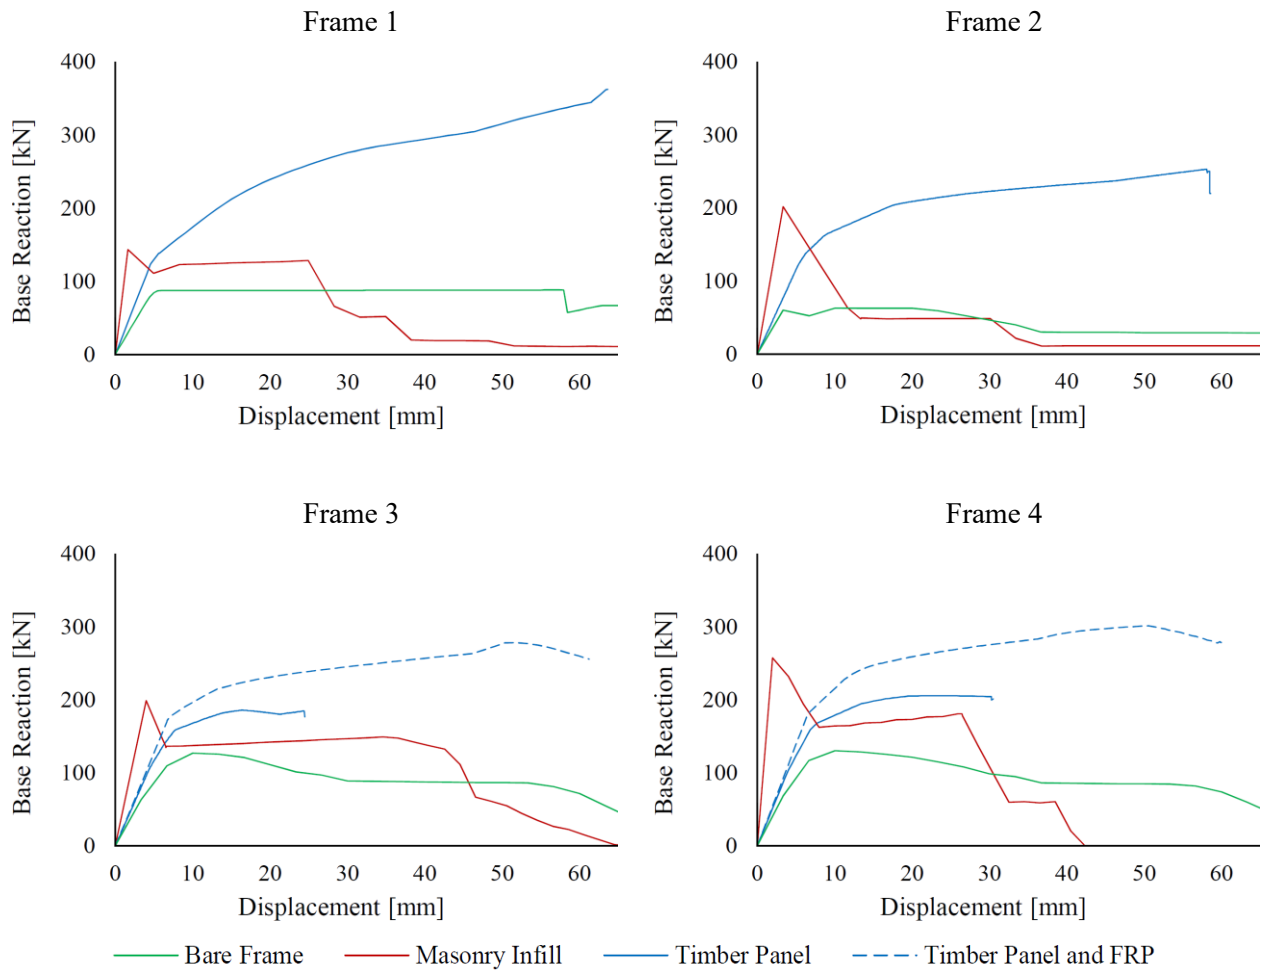 Frame 1
Base Reaction [kN]
400
300
200
100
0
0 10 20 30 40 50 60
Displacement [mm]
Frame 2
Base Reaction [kN]
400
300
200
100
0
0 10 20 30 40 50 60
Displacement [mm]
Frame 3
Base Reaction [kN]
400
300
200
100
0
0 10 20 30 40 50 60
Displacement [mm]
Frame 4
Base Reaction [kN]
400
300
200
100
0
0 10 20 30 40 50 60
Displacement [mm]
Bare Frame Masonry Infill Timber Panel Timber Panel and FRP